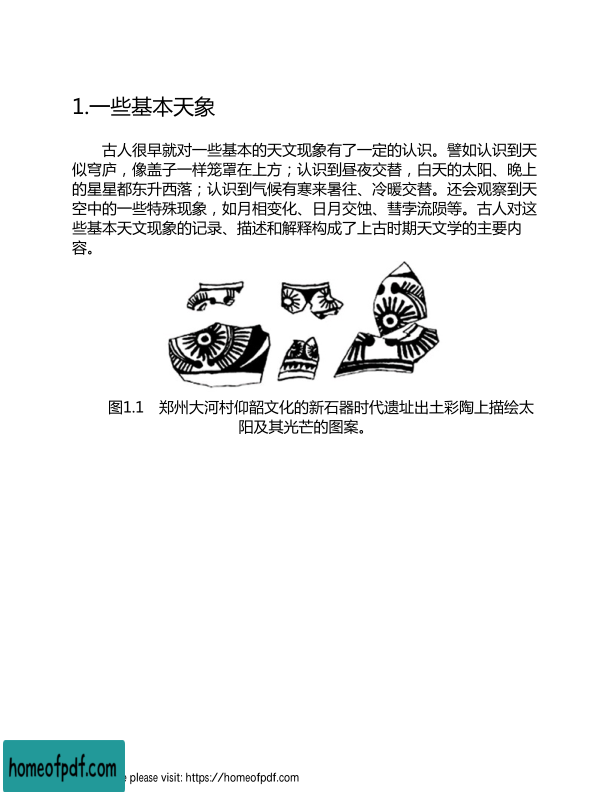 1.一些基本天象
古人很早就对一些基本的天文现象有了一定的认识。譬如认识到天
似穹庐，像盖子一样笼罩在上方；认识到昼夜交替，白天的太阳、晚上
的星星都东升西落；认识到气候有寒来暑往、冷暖交替。还会观察到天
空中的一些特殊现象，如月相变化、日月交蚀、彗孛流陨等。古人对这
些基本天文现象的记录、描述和解释构成了上古时期天文学的主要内
容。
图1.1　郑州大河村仰韶文化的新石器时代遗址出土彩陶上描绘太
阳及其光芒的图案。
homeofpdf.com
e please visit: https://homeofpdf.com